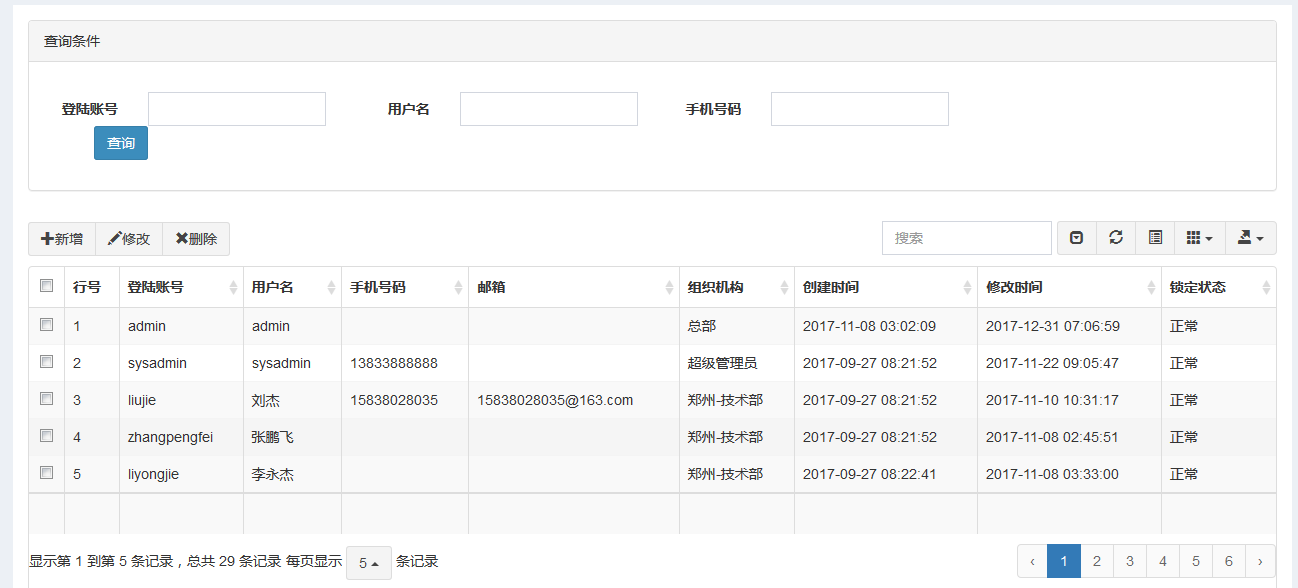 查询条件
登陆账号 用户名 手机号码
查询
新增 修改 删除 搜索
行号 登陆账号 用户名 手机号码 邮箱 组织机构 创建时间 修改时间 锁定状态
1 admin admin 总部 2017-11-08 03:02:09 2017-12-31 07:06:59 正常
2 sysadmin sysadmin 13833888888 超级管理员 2017-09-27 08:21:52 2017-11-22 09:05:47 正常
3 liujie 刘杰 15838028035 15838028035@163.com 郑州-技术部 2017-09-27 08:21:52 2017-11-10 10:31:17 正常
4 zhangpengfei 张鹏飞 郑州-技术部 2017-09-27 08:21:52 2017-11-08 02:45:51 正常
5 liyongjie 李永杰 郑州-技术部 2017-09-27 08:22:41 2017-11-08 03:33:00 正常
显示第 1 到第 5 条记录，总共 29 条记录 每页显示 5 条记录 ‹ 1 2 3 4 5 6 ›